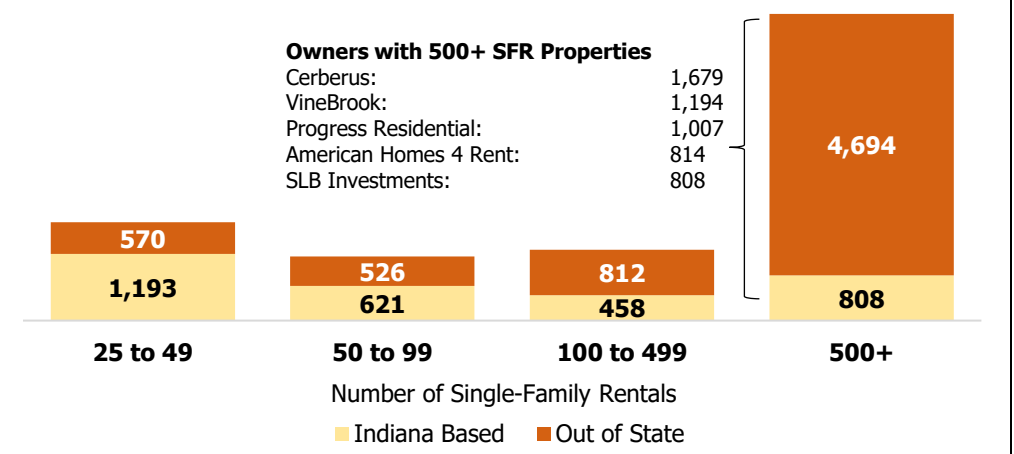 Owners with 500+ SFR Properties
Cerberus: 1,679
VineBrook: 1,194
Progress Residential: 1,007
American Homes 4 Rent: 814
SLB Investments: 808
4,694
570
526
812
1,193
621
458
808
25 to 49 50 to 99 100 to 499 500+
Number of Single-Family Rentals
Indiana Based Out of State